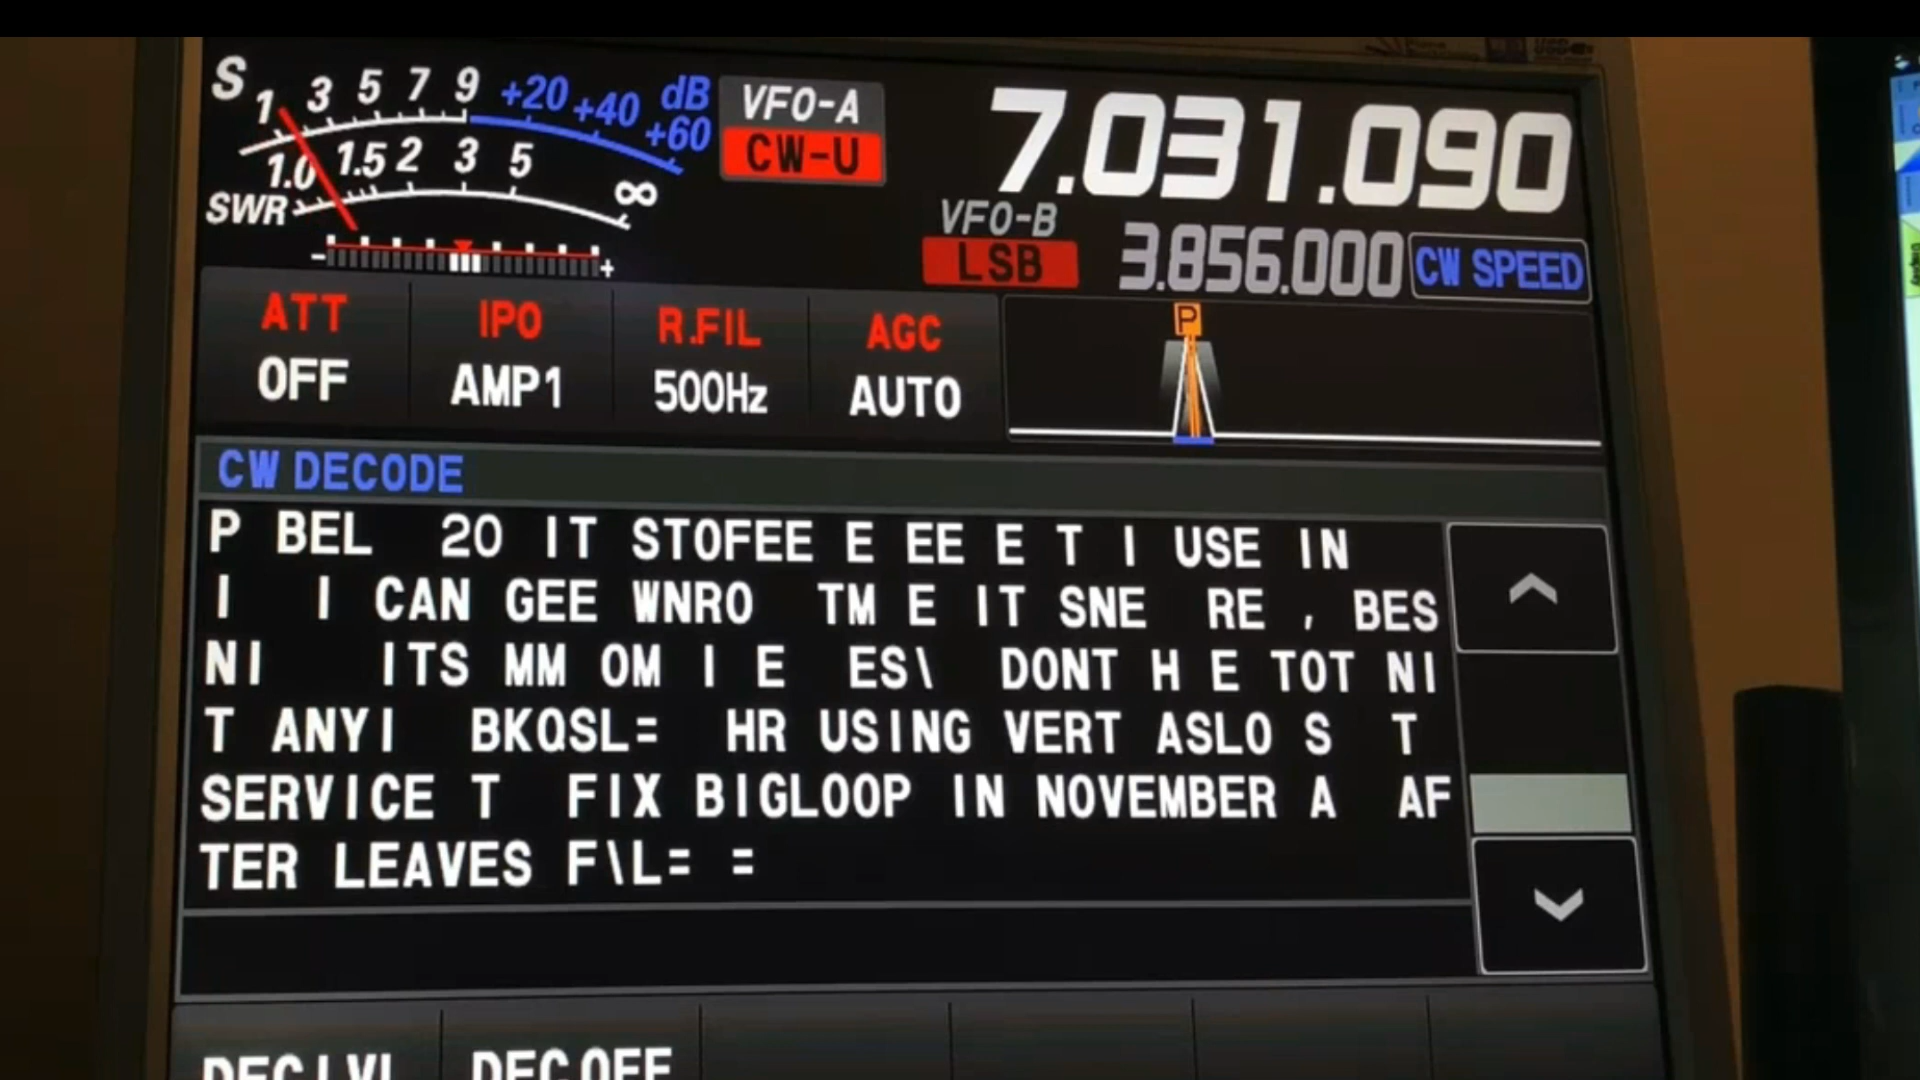 S 1 3 5 7 9 +20 +40 +60 dB
1.0 1.5 2 3 5 ∞
SWR
- +
VFO-A
CW-U
7.031.090
VFO-B
LSB
3.856.000
CW SPEED
ATT IPO R.FIL AGC
OFF AMP1 500Hz AUTO
P
CW DECODE
P BEL 20 IT STOFEE E EE E T I USE IN
I I CAN GEE WNRO TM E IT SNE RE , BES
NI ITS MM OM I E ES\ DONT H E TOT NI
T ANYI BKQSL= HR USING VERT ASLO S T
SERVICE T FIX BIGLOOP IN NOVEMBER A AF
TER LEAVES F\L= =
DEC LVL DEC OFF